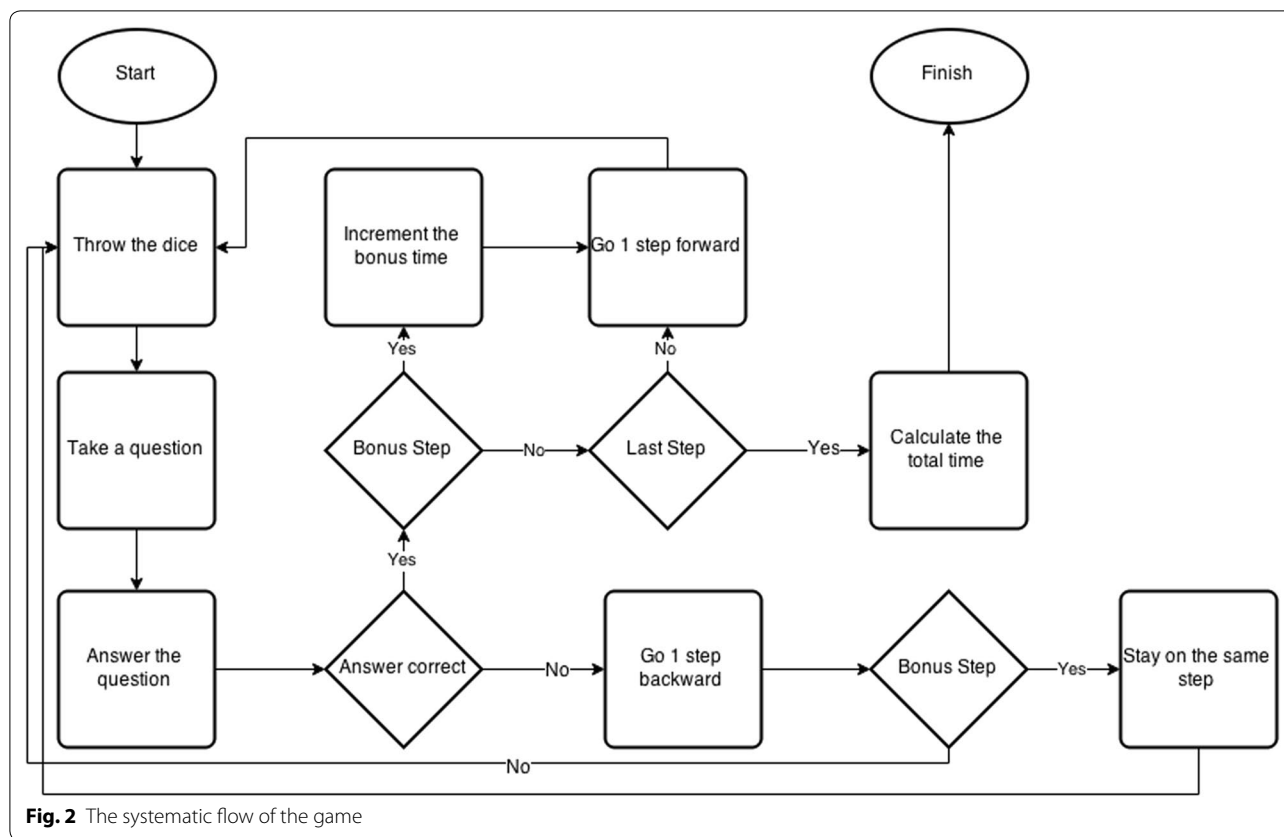 Start
Finish
Throw the dice
Increment the
bonus time
Go 1 step forward
Yes
No
Take a question
Bonus Step
No
Last Step
Yes
Calculate the
total time
Yes
Answer the
question
Answer correct
No
Go 1 step
backward
Bonus Step
Yes
Stay on the same
step
No
Fig. 2 The systematic flow of the game